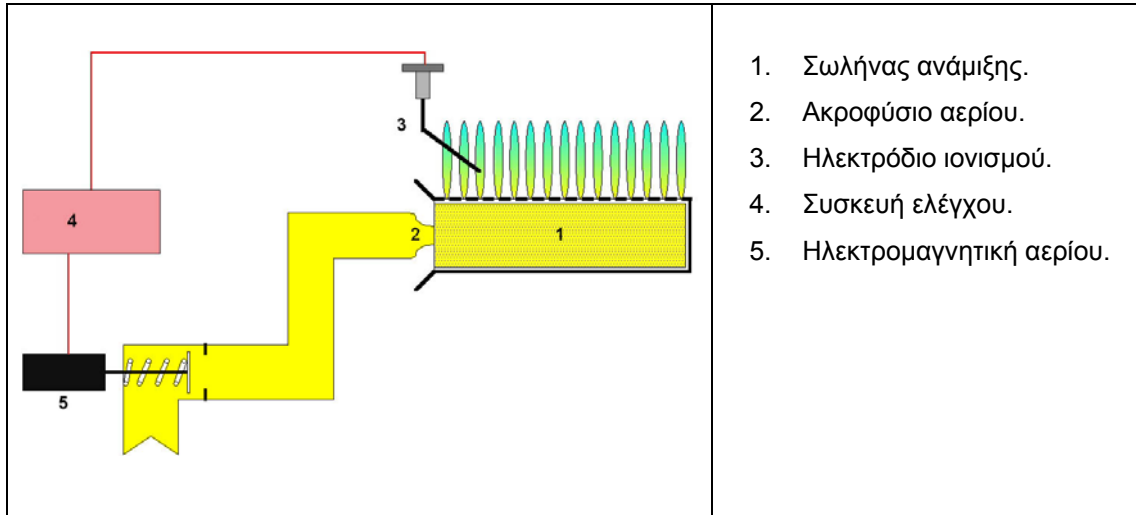 3
4
2
1
5
1. Σωλήνας ανάμιξης.
2. Ακροφύσιο αερίου.
3. Ηλεκτρόδιο ιονισμού.
4. Συσκευή ελέγχου.
5. Ηλεκτρομαγνητική αερίου.